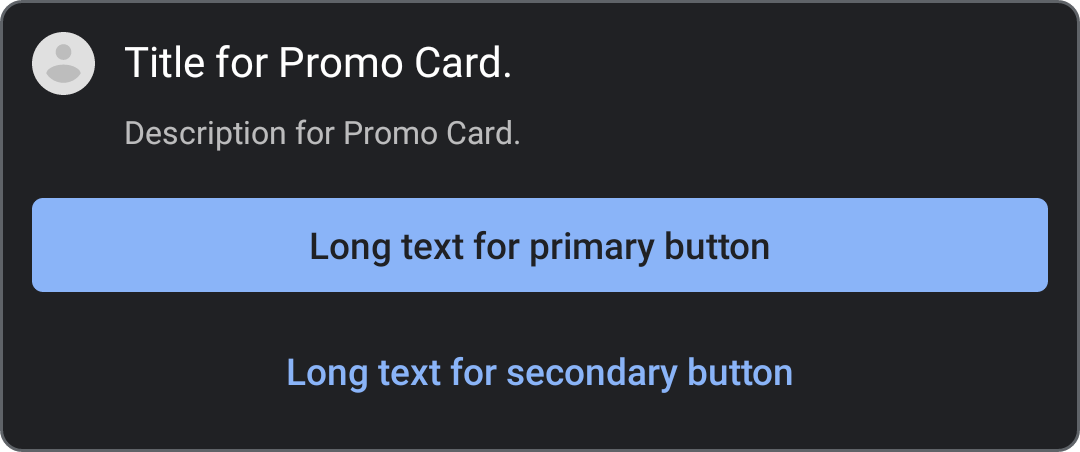 Title for Promo Card.
Description for Promo Card.
Long text for primary button
Long text for secondary button